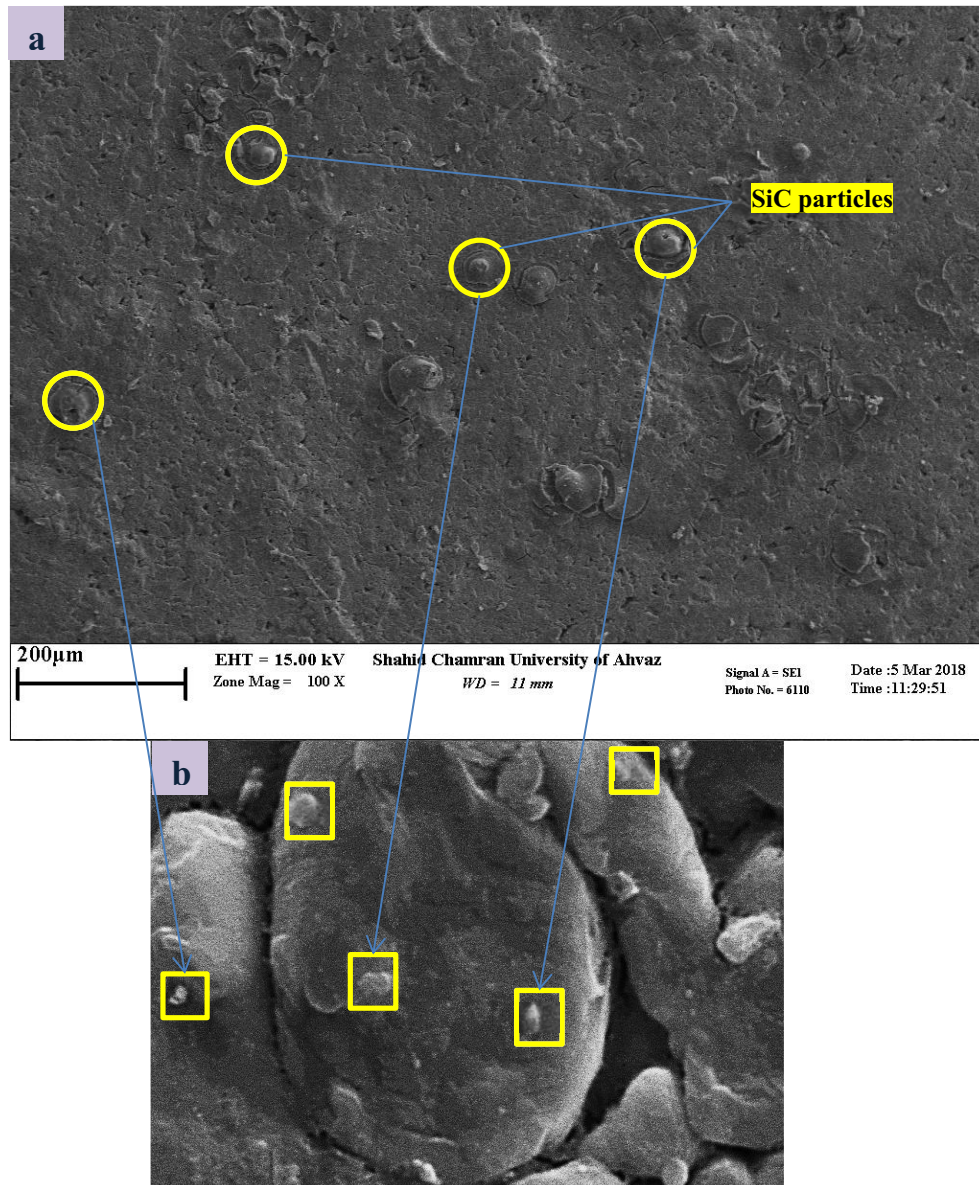 a
SiC particles
200µm
EHT = 15.00 kV
Shahid Chamran University of Ahvaz
Zone Mag = 100 X
WD = 11 mm
Signal A = SE1
Photo No. = 6110
Date :5 Mar 2018
Time :11:29:51
b